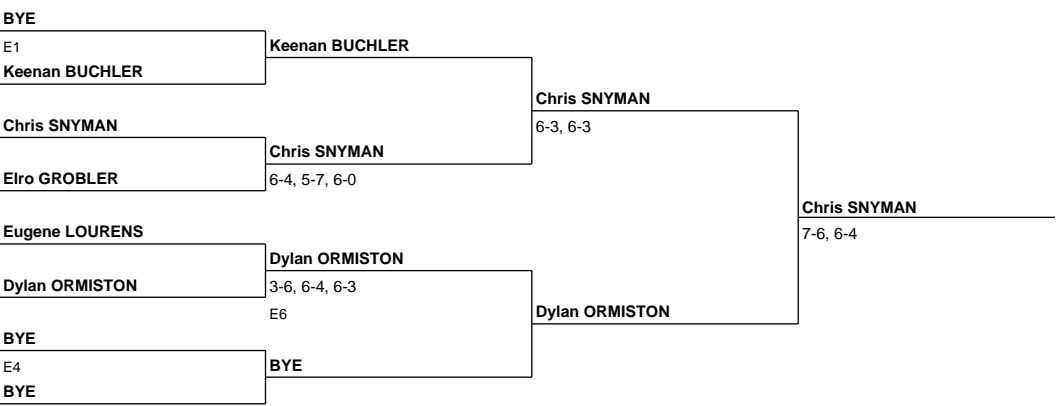 BYE
E1
Keenan BUCHLER
Keenan BUCHLER
Chris SNYMAN
6-3, 6-3
Chris SNYMAN
Chris SNYMAN
Elro GROBLER
6-4, 5-7, 6-0
Chris SNYMAN
7-6, 6-4
Eugene LOURENS
Dylan ORMISTON
Dylan ORMISTON
3-6, 6-4, 6-3
E6
Dylan ORMISTON
BYE
E4
BYE
BYE